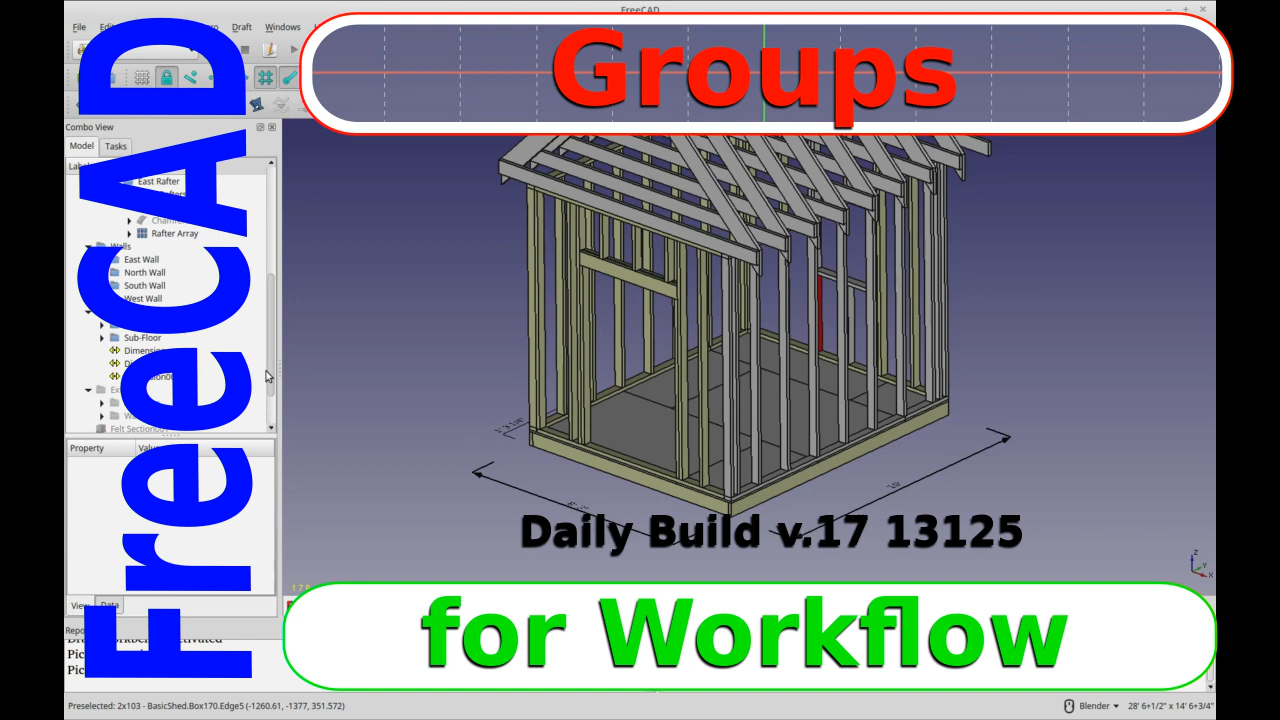 FreeCAD
File
Draft
Windows
Groups
FreeCAD
Combo View
Model Tasks
East Rafter
Rafter Array
Walls
East Wall
North Wall
South Wall
West Wall
Sub-Floor
Felt Section001
Property
Daily Build v.17 13125
for Workflow
View Data
Preselected: 2x103 - BasicShed.Box170.Edge5 (-1260.61, -1377, 351.572)
Blender
28' 6+1/2" x 14' 6+3/4"